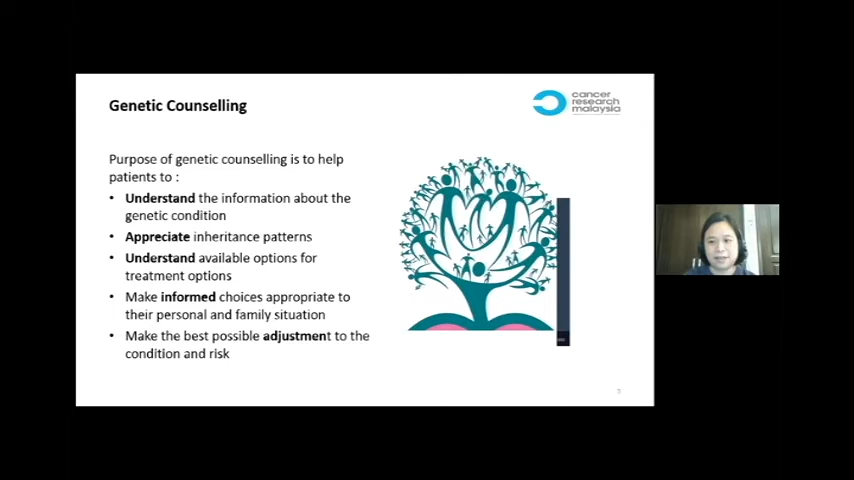 Genetic Counselling
cancer
research
malaysia
Purpose of genetic counselling is to help
patients to :
• Understand the information about the
genetic condition
• Appreciate inheritance patterns
• Understand available options for
treatment options
• Make informed choices appropriate to
their personal and family situation
• Make the best possible adjustment to the
condition and risk
5